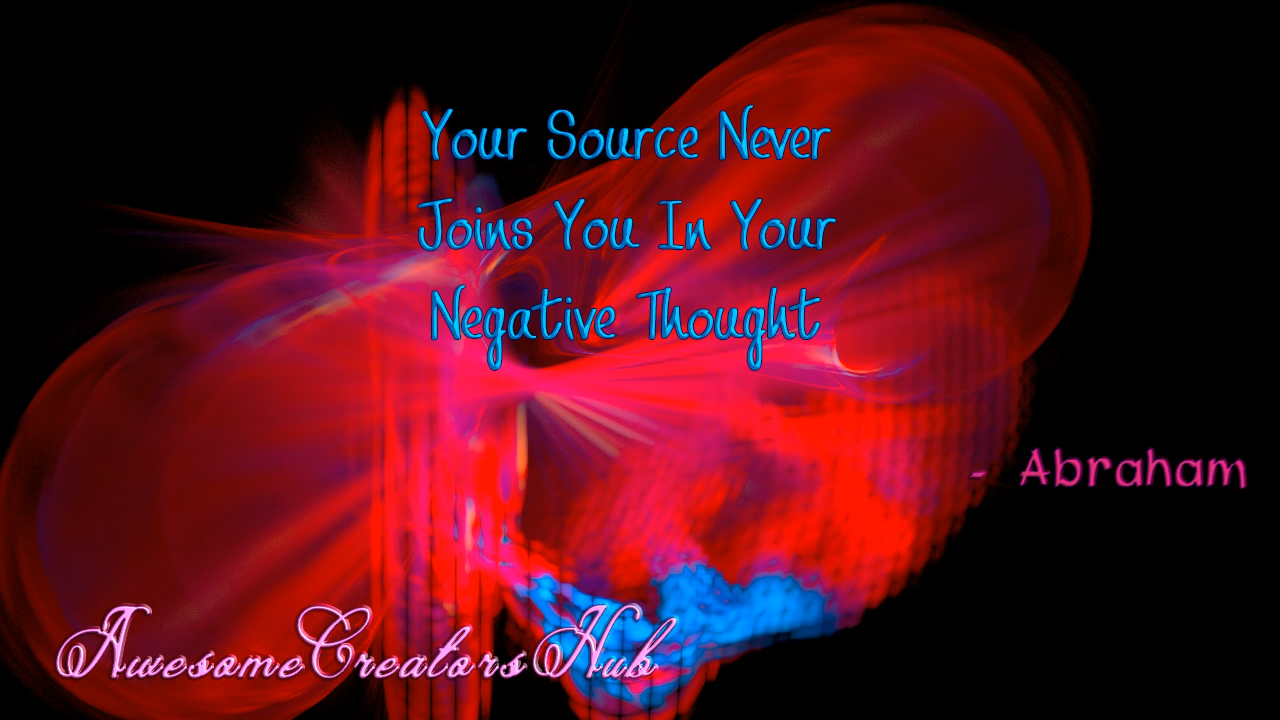 Your Source Never
Joins You In Your
Negative Thought
- Abraham
AwesomeCreatorsHub